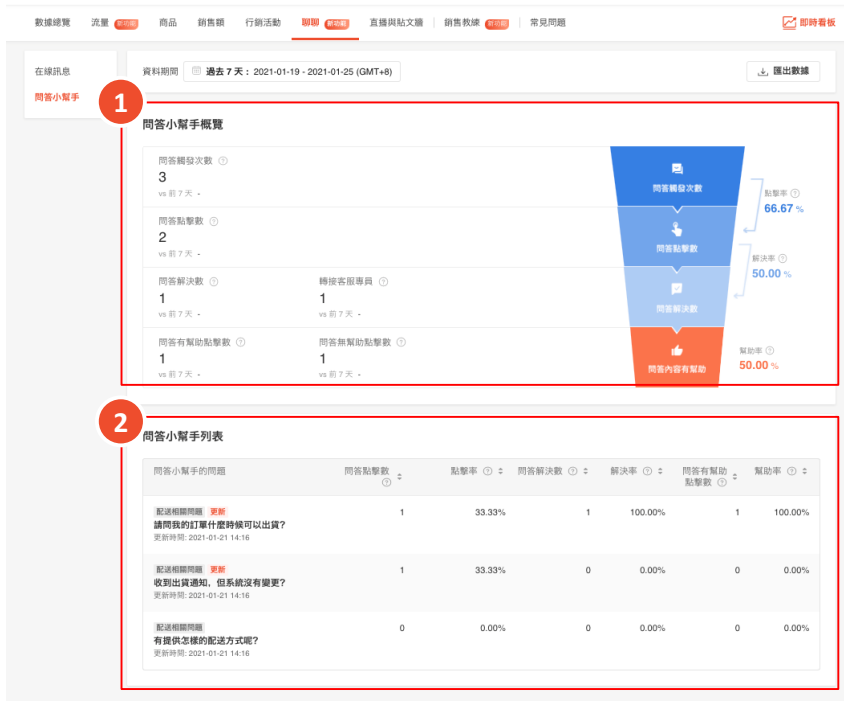 數據總覽 流量 新功能 商品 銷售額 行銷活動 聊聊 新功能 直播與貼文牆 銷售教練 新功能 常見問題 即時看板
在線訊息
問答小幫手
資料期間 過去 7 天： 2021-01-19 - 2021-01-25 (GMT+8) 匯出數據
1
問答小幫手概覽
問答觸發次數 ?
3
vs 前 7 天 -
問答點擊數 ?
2
vs 前 7 天 -
問答解決數 ? 轉接客服專員 ?
1 1
vs 前 7 天 - vs 前 7 天 -
問答有幫助點擊數 ? 問答無幫助點擊數 ?
1 1
vs 前 7 天 - vs 前 7 天 -
問答觸發次數
點擊率 ?
66.67 %
問答點擊數
解決率 ?
50.00 %
問答解決數
幫助率 ?
50.00 %
問答內容有幫助
2
問答小幫手列表
問答小幫手的問題 問答點擊數 ? 點擊率 ? 問答解決數 ? 解決率 ? 問答有幫助點擊數 ? 幫助率 ?
配送相關問題 更新
請問我的訂單什麼時候可以出貨? 1 33.33% 1 100.00% 1 100.00%
更新時間: 2021-01-21 14:16
配送相關問題 更新
收到出貨通知，但系統沒有變更? 1 33.33% 0 0.00% 0 0.00%
更新時間: 2021-01-21 14:16
配送相關問題
有提供怎樣的配送方式呢? 0 0.00% 0 0.00% 0 0.00%
更新時間: 2021-01-21 14:16